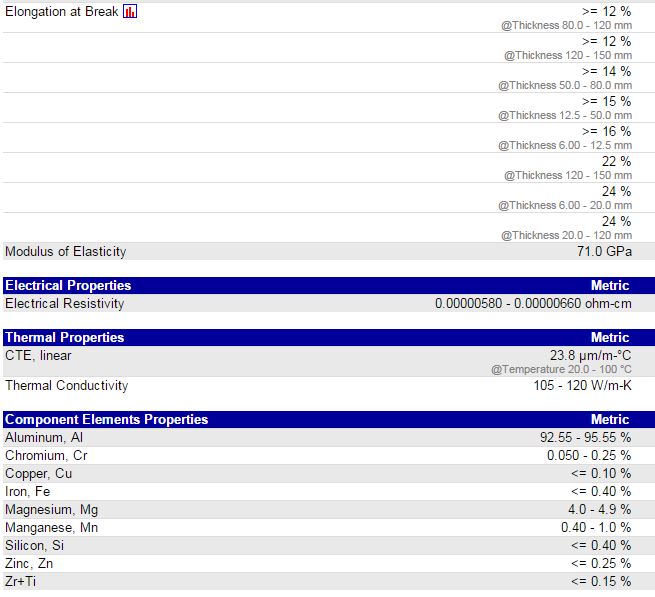 Elongation at Break >= 12 %
@Thickness 80.0 - 120 mm
>= 12 %
@Thickness 120 - 150 mm
>= 14 %
@Thickness 50.0 - 80.0 mm
>= 15 %
@Thickness 12.5 - 50.0 mm
>= 16 %
@Thickness 6.00 - 12.5 mm
22 %
@Thickness 120 - 150 mm
24 %
@Thickness 6.00 - 20.0 mm
24 %
@Thickness 20.0 - 120 mm
Modulus of Elasticity 71.0 GPa
Electrical Properties Metric
Electrical Resistivity 0.00000580 - 0.00000660 ohm-cm
Thermal Properties Metric
CTE, linear 23.8 µm/m-°C
@Temperature 20.0 - 100 °C
Thermal Conductivity 105 - 120 W/m-K
Component Elements Properties Metric
Aluminum, Al 92.55 - 95.55 %
Chromium, Cr 0.050 - 0.25 %
Copper, Cu <= 0.10 %
Iron, Fe <= 0.40 %
Magnesium, Mg 4.0 - 4.9 %
Manganese, Mn 0.40 - 1.0 %
Silicon, Si <= 0.40 %
Zinc, Zn <= 0.25 %
Zr+Ti <= 0.15 %